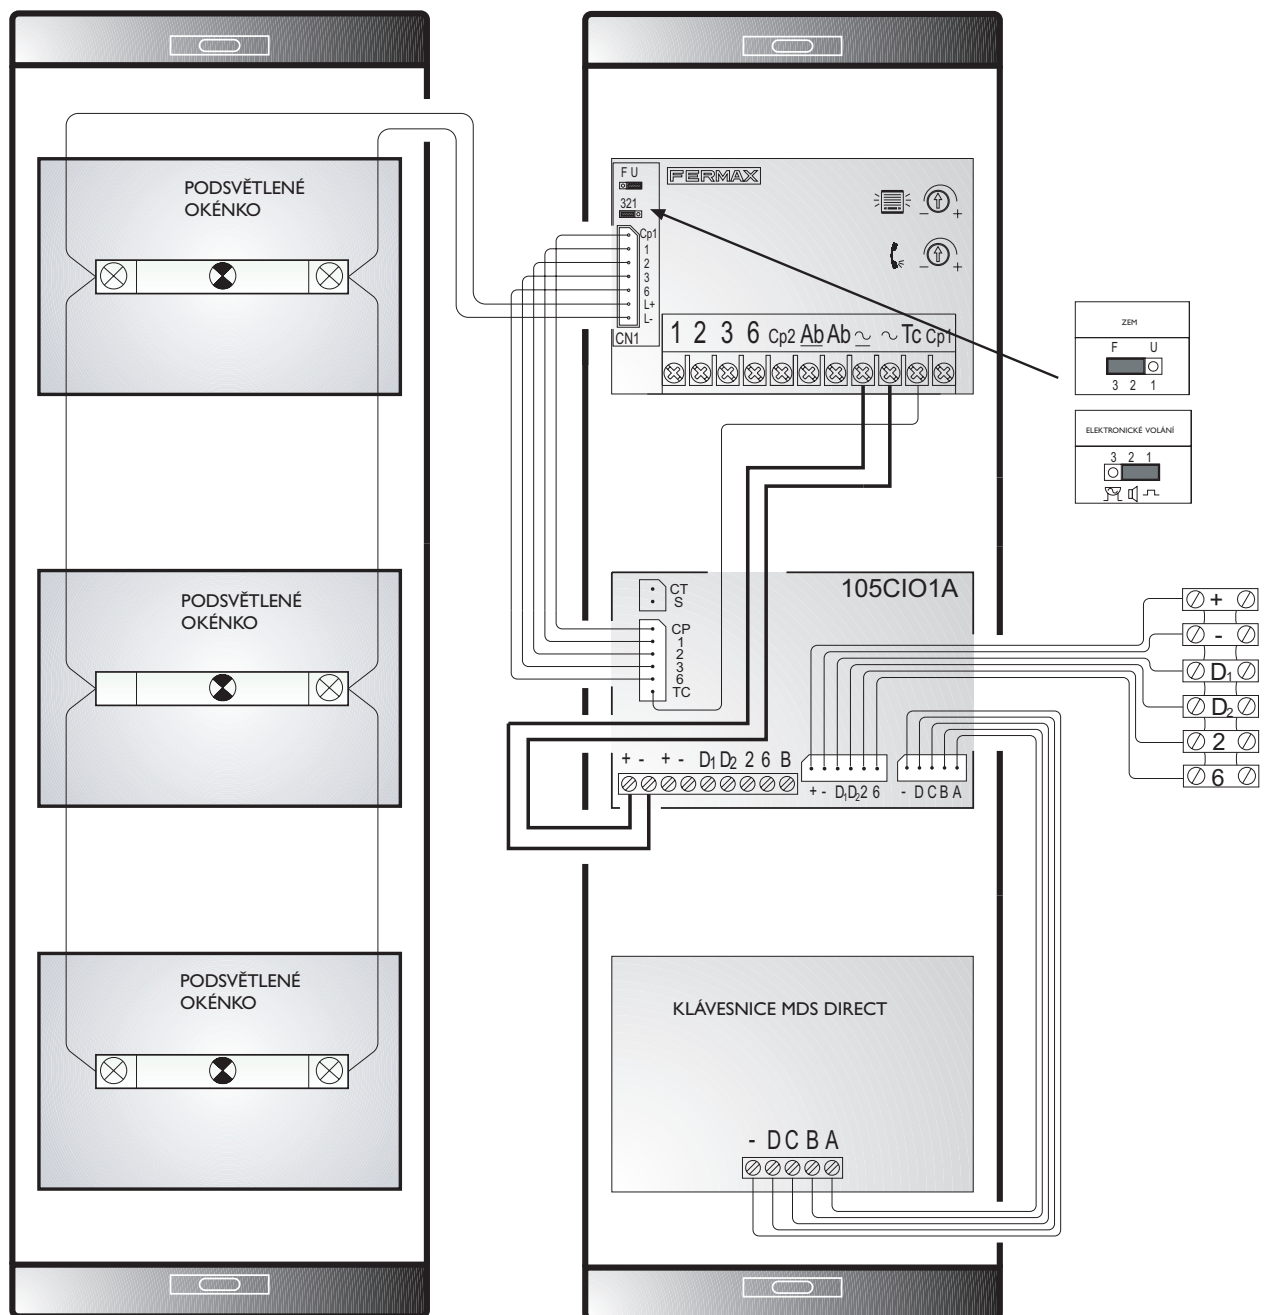 PODSVĚTLENÉ
OKÉNKO
PODSVĚTLENÉ
OKÉNKO
PODSVĚTLENÉ
OKÉNKO
F U
321
FERMAX
Cp1
1
2
3
6
L+
L-
CN1
- +
- +
1 2 3 6 Cp2 Ab Ab Tc Cp1
ZEM
F U
3 2 1
ELEKTRONICKÉ VOLÁNÍ
3 2 1
105CIO1A
CT
S
CP
1
2
3
6
TC
+ - + - D1 D2 2 6 B
+ - D1 D2 2 6
- D C B A
+
-
D1
D2
2
6
KLÁVESNICE MDS DIRECT
- D C B A